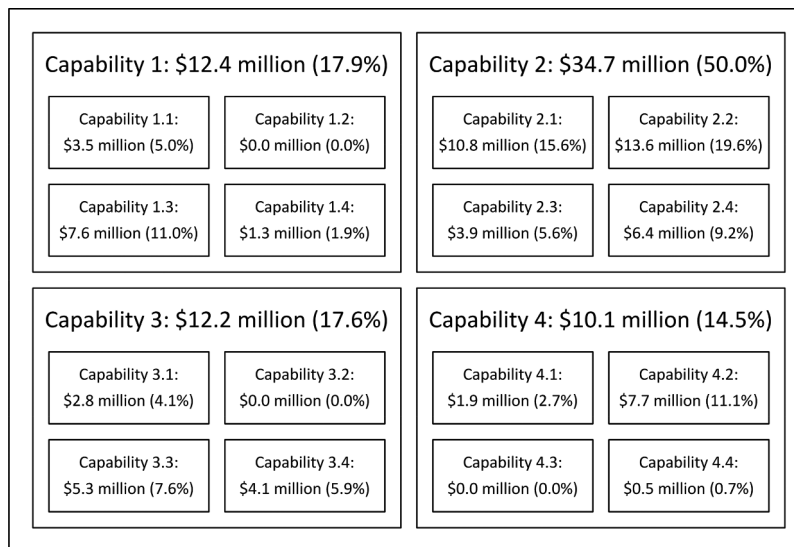 Capability 1: $12.4 million (17.9%)
Capability 1.1:
$3.5 million (5.0%)
Capability 1.2:
$0.0 million (0.0%)
Capability 1.3:
$7.6 million (11.0%)
Capability 1.4:
$1.3 million (1.9%)
Capability 2: $34.7 million (50.0%)
Capability 2.1:
$10.8 million (15.6%)
Capability 2.2:
$13.6 million (19.6%)
Capability 2.3:
$3.9 million (5.6%)
Capability 2.4:
$6.4 million (9.2%)
Capability 3: $12.2 million (17.6%)
Capability 3.1:
$2.8 million (4.1%)
Capability 3.2:
$0.0 million (0.0%)
Capability 3.3:
$5.3 million (7.6%)
Capability 3.4:
$4.1 million (5.9%)
Capability 4: $10.1 million (14.5%)
Capability 4.1:
$1.9 million (2.7%)
Capability 4.2:
$7.7 million (11.1%)
Capability 4.3:
$0.0 million (0.0%)
Capability 4.4:
$0.5 million (0.7%)